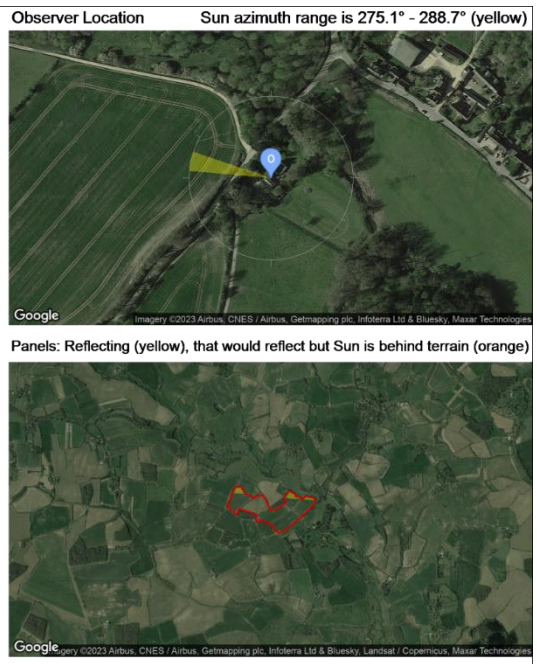 Observer Location Sun azimuth range is 275.1° - 288.7° (yellow)
O
Google
Imagery ©2023 Airbus, CNES / Airbus, Getmapping plc, Infoterra Ltd & Bluesky, Maxar Technologies
Panels: Reflecting (yellow), that would reflect but Sun is behind terrain (orange)
Google
Imagery ©2023 Airbus, CNES / Airbus, Getmapping plc, Infoterra Ltd & Bluesky, Landsat / Copernicus, Maxar Technologies